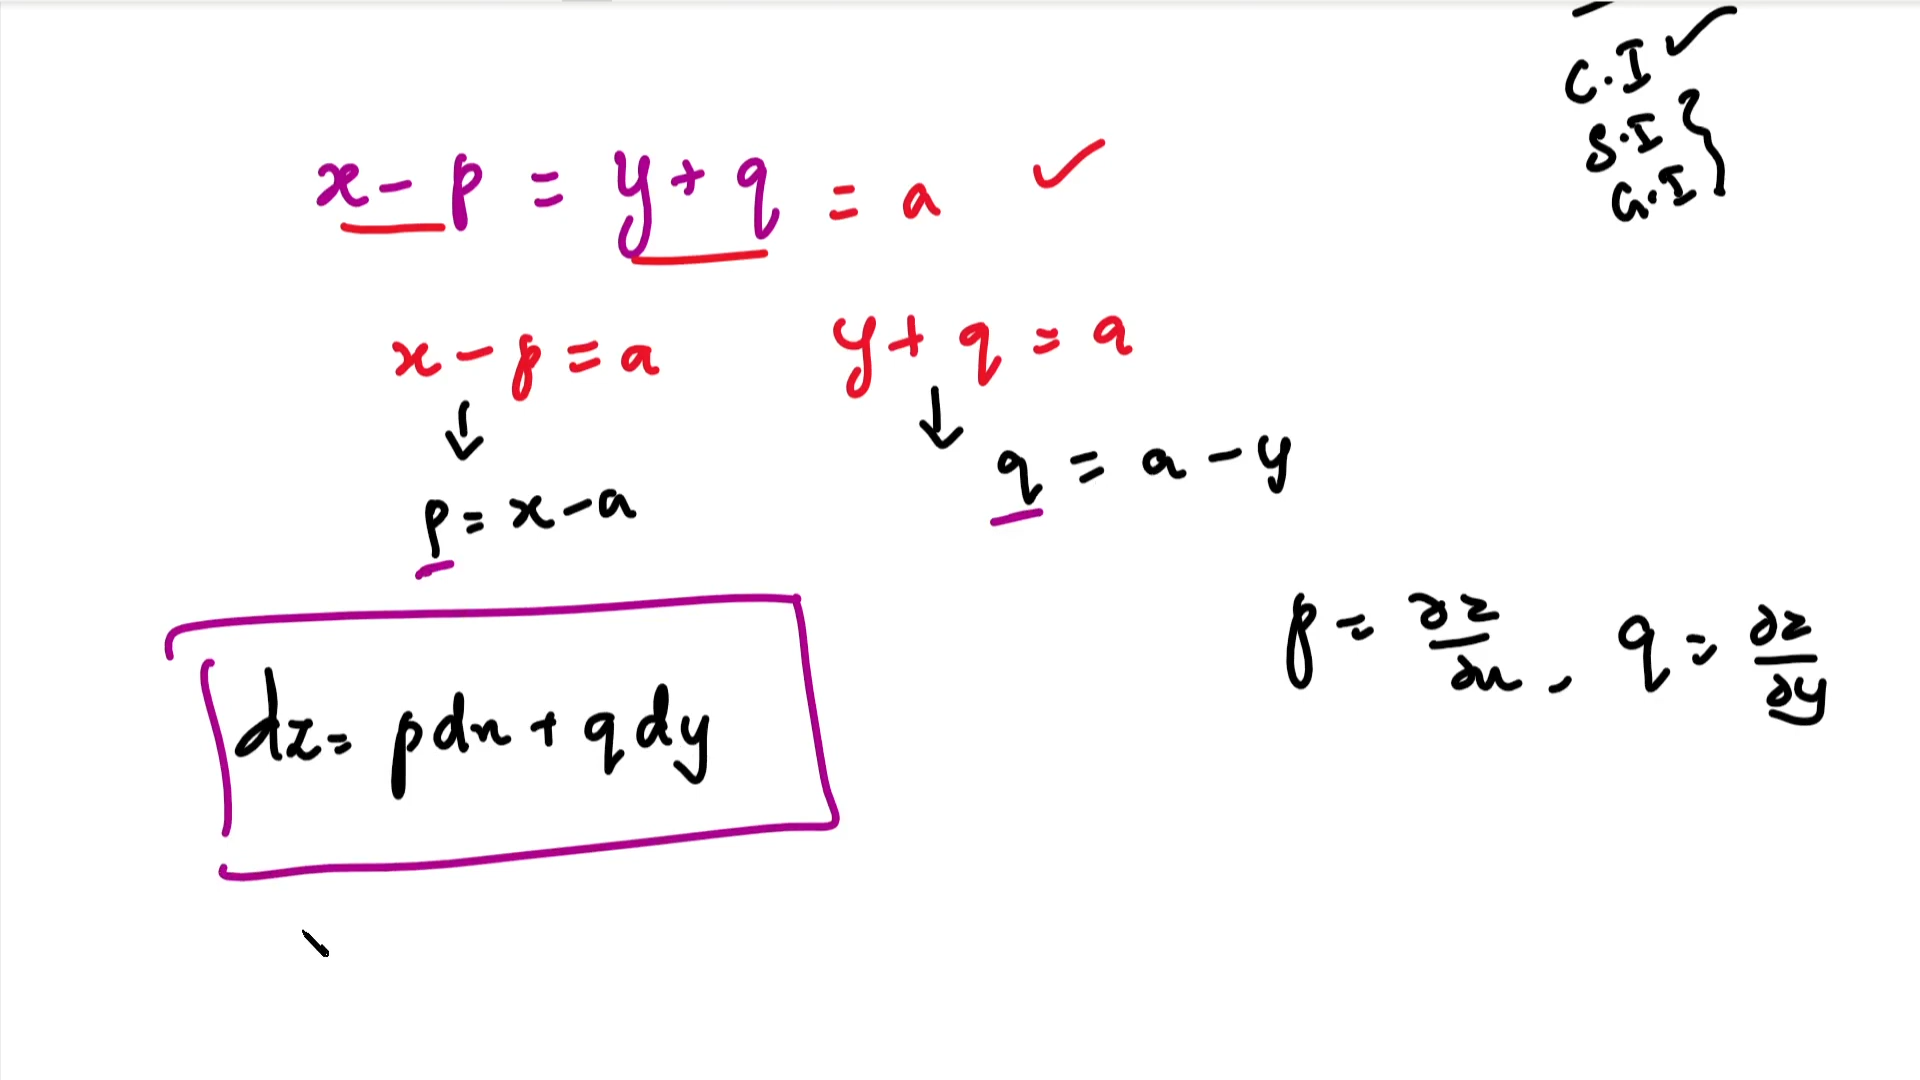 C.I ✓
S.I
G.I
x - p = y + q = a ✓
x - p = a y + q = a
↓ ↓
p = x - a q = a - y
p = ∂z/∂x , q = ∂z/∂y
dz = pdx + qdy